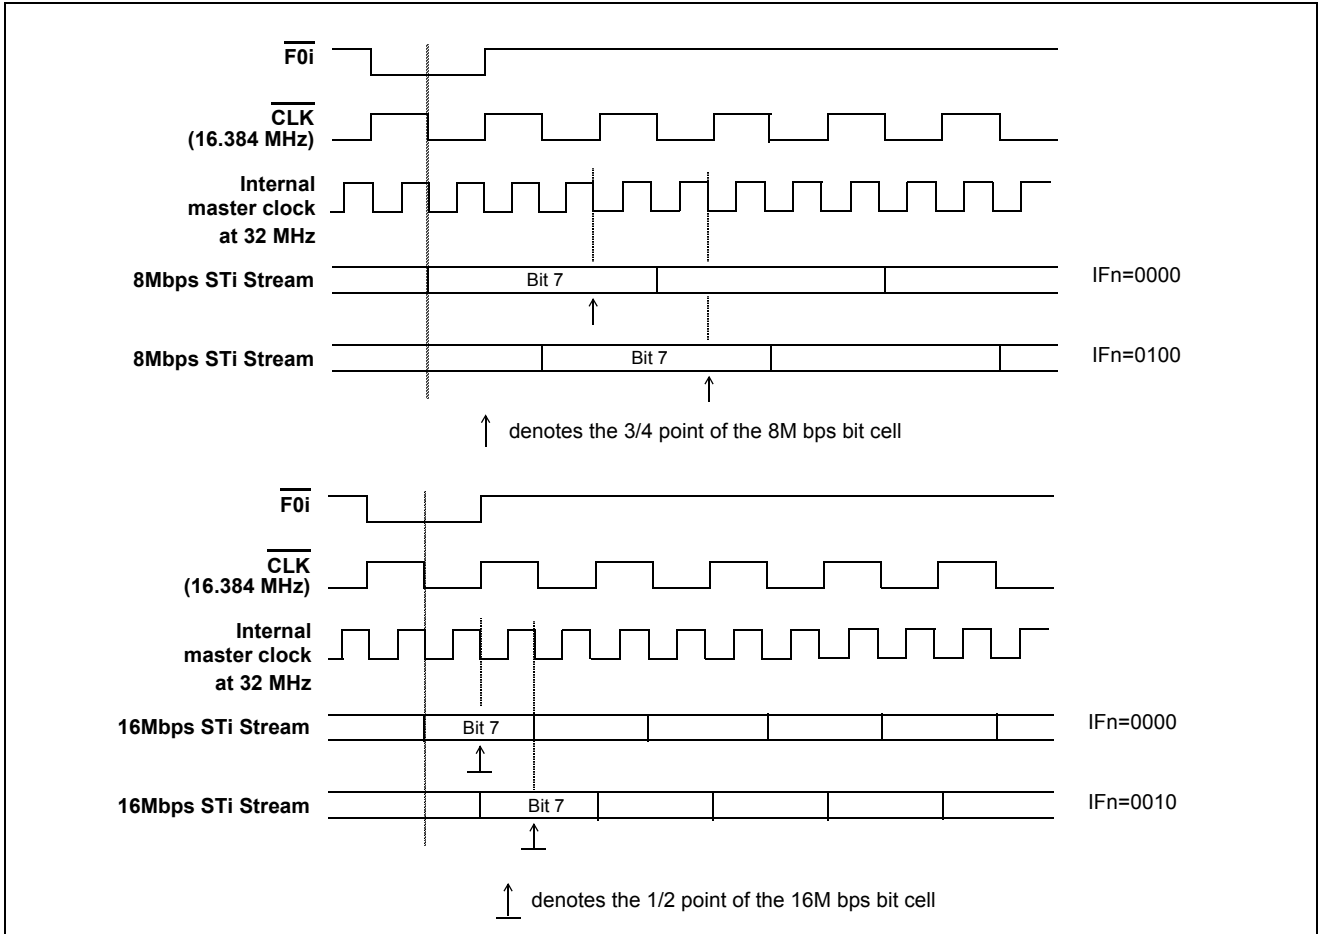 F0i
CLK
(16.384 MHz)
Internal
master clock
at 32 MHz
8Mbps STi Stream
Bit 7
IFn=0000
8Mbps STi Stream
Bit 7
IFn=0100
denotes the 3/4 point of the 8M bps bit cell
F0i
CLK
(16.384 MHz)
Internal
master clock
at 32 MHz
16Mbps STi Stream
Bit 7
IFn=0000
16Mbps STi Stream
Bit 7
IFn=0010
denotes the 1/2 point of the 16M bps bit cell